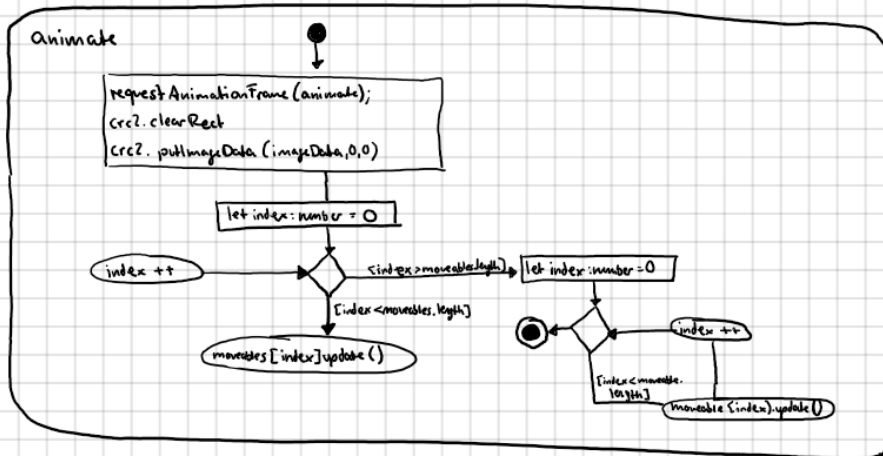 animate
requestAnimationFrame (animate);
crc2.clearRect
crc2. putImageData (imageData,0,0)
let index: number = 0
index ++
[index>moveables.length]
let index:number=0
[index<moveables.length]
index ++
moveables [index]update()
[index<moveable.
length]
moveable [index].update()